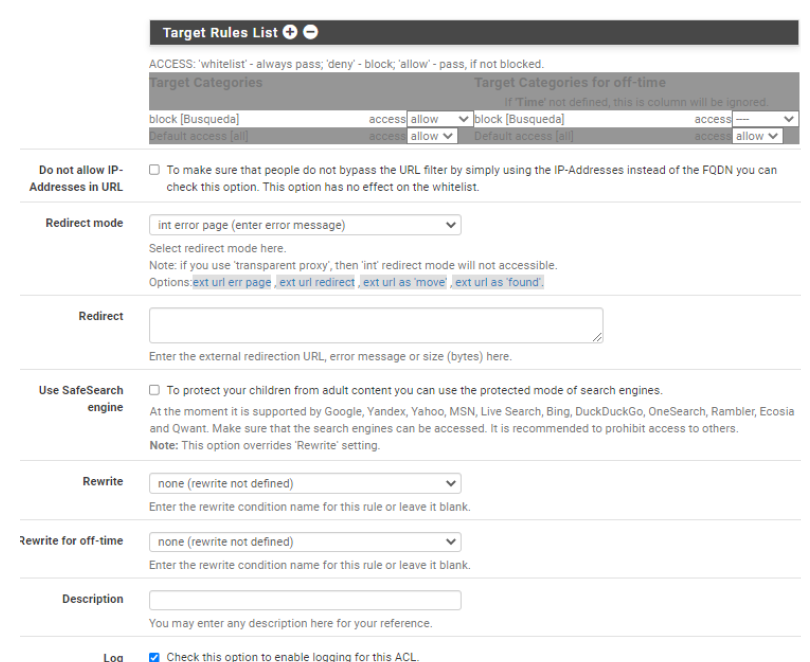 Target Rules List
ACCESS: 'whitelist' - always pass; 'deny' - block; 'allow' - pass, if not blocked.
Target Categories Target Categories for off-time
If 'Time' not defined, this is column will be ignored.
block [Busqueda] access allow block [Busqueda] access ----
Default access [all] access allow Default access [all] access allow
Do not allow IP-
Addresses in URL
To make sure that people do not bypass the URL filter by simply using the IP-Addresses instead of the FQDN you can
check this option. This option has no effect on the whitelist.
Redirect mode
int error page (enter error message)
Select redirect mode here.
Note: if you use 'transparent proxy', then 'int' redirect mode will not accessible.
Options:ext url err page , ext url redirect , ext url as 'move' , ext url as 'found'.
Redirect
Enter the external redirection URL, error message or size (bytes) here.
Use SafeSearch
engine
To protect your children from adult content you can use the protected mode of search engines.
At the moment it is supported by Google, Yandex, Yahoo, MSN, Live Search, Bing, DuckDuckGo, OneSearch, Rambler, Ecosia
and Qwant. Make sure that the search engines can be accessed. It is recommended to prohibit access to others.
Note: This option overrides 'Rewrite' setting.
Rewrite
none (rewrite not defined)
Enter the rewrite condition name for this rule or leave it blank.
Rewrite for off-time
none (rewrite not defined)
Enter the rewrite condition name for this rule or leave it blank.
Description
You may enter any description here for your reference.
Log
Check this option to enable logging for this ACL.